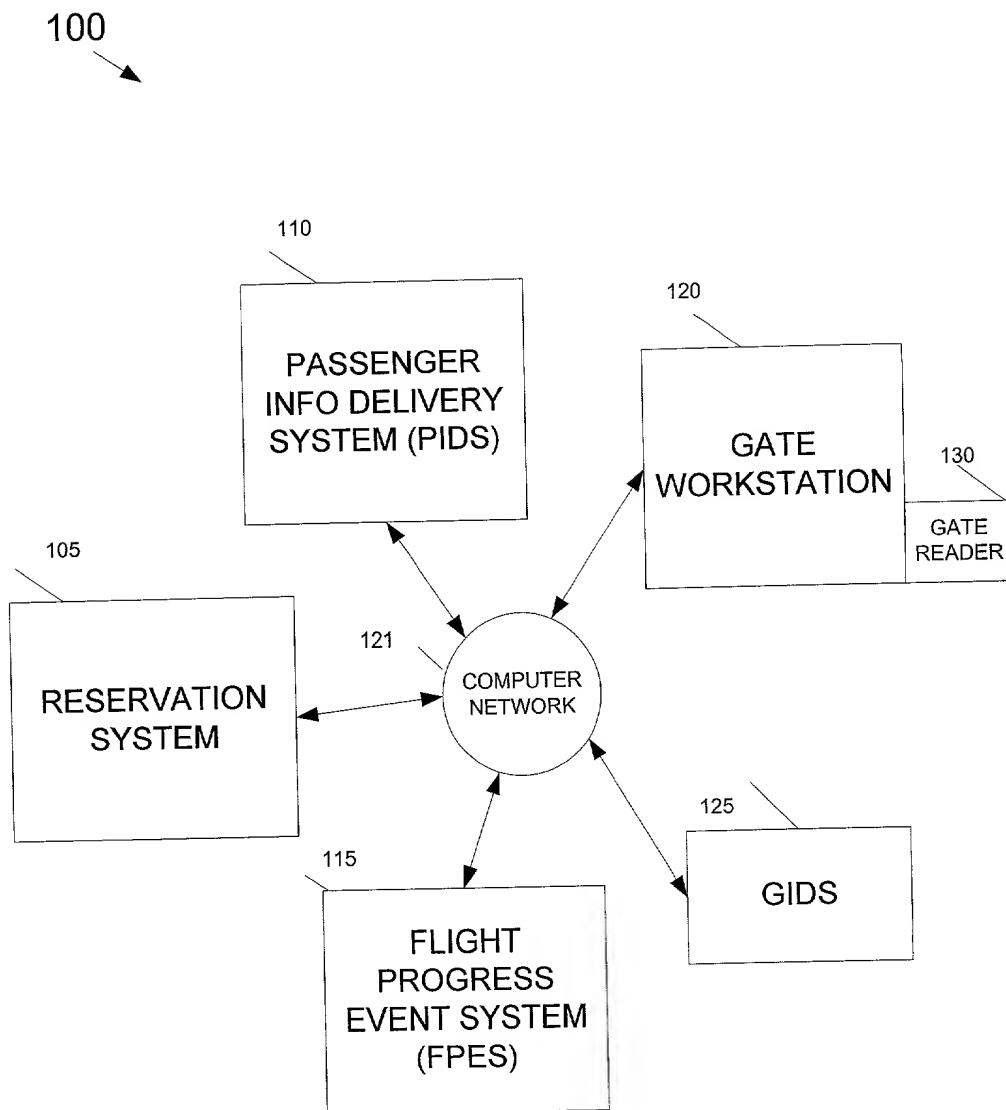 100
110
PASSENGER
INFO DELIVERY
SYSTEM (PIDS)
120
GATE
WORKSTATION
130
GATE
READER
105
RESERVATION
SYSTEM
121
COMPUTER
NETWORK
125
GIDS
115
FLIGHT
PROGRESS
EVENT SYSTEM
(FPES)